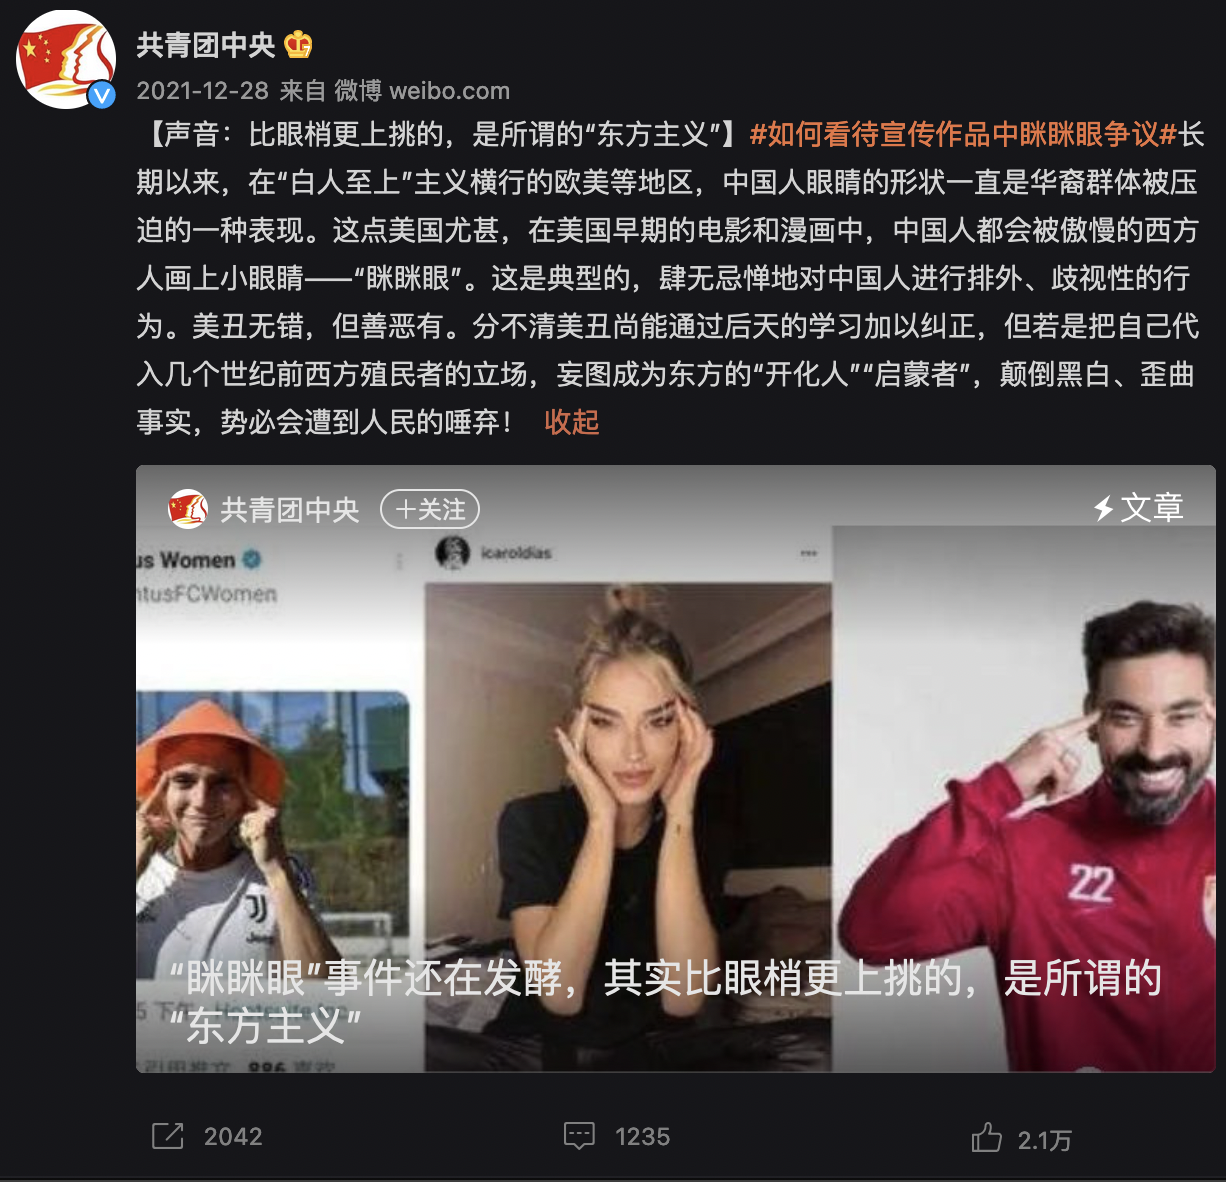 共青团中央
2021-12-28 来自 微博 weibo.com
【声音：比眼梢更上挑的，是所谓的“东方主义”】#如何看待宣传作品中眯眯眼争议#长
期以来，在“白人至上”主义横行的欧美等地区，中国人眼睛的形状一直是华裔群体被压
迫的一种表现。这点美国尤甚，在美国早期的电影和漫画中，中国人都会被傲慢的西方
人画上小眼睛——“眯眯眼”。这是典型的，肆无忌惮地对中国人进行排外、歧视性的行
为。美丑无错，但善恶有。分不清美丑尚能通过后天的学习加以纠正，但若是把自己代
入几个世纪前西方殖民者的立场，妄图成为东方的“开化人”“启蒙者”，颠倒黑白、歪曲
事实，势必会遭到人民的唾弃！ 收起
共青团中央 +关注 文章
us Women
ntusFCWomen
icaroldias
22
“眯眯眼”事件还在发酵，其实比眼梢更上挑的，是所谓的
“东方主义”
引用推文 886 喜欢
2042 1235 2.1万